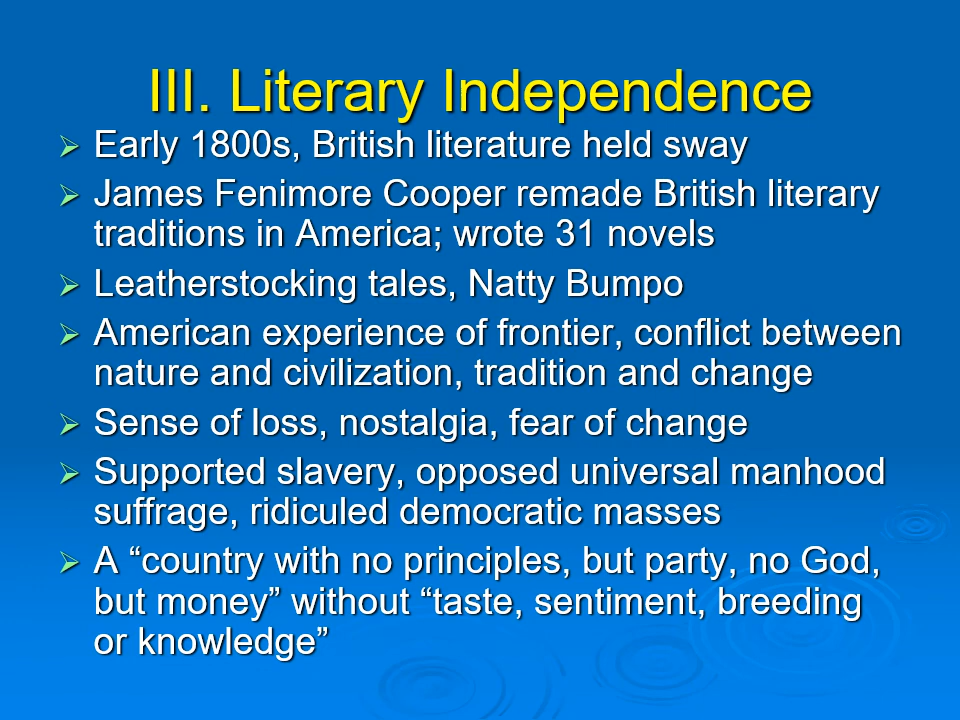 III. Literary Independence
Early 1800s, British literature held sway
James Fenimore Cooper remade British literary
traditions in America; wrote 31 novels
Leatherstocking tales, Natty Bumpo
American experience of frontier, conflict between
nature and civilization, tradition and change
Sense of loss, nostalgia, fear of change
Supported slavery, opposed universal manhood
suffrage, ridiculed democratic masses
A “country with no principles, but party, no God,
but money” without “taste, sentiment, breeding
or knowledge”